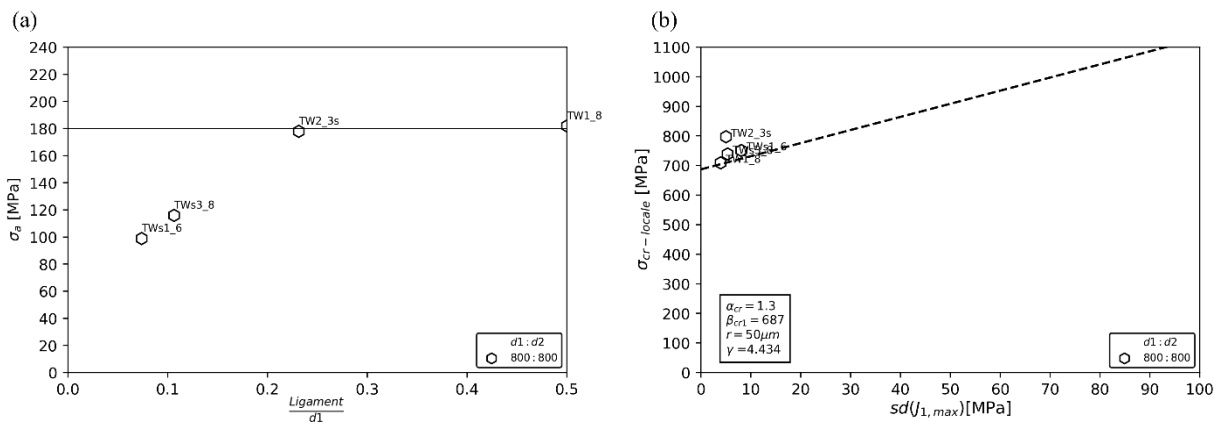 (a)
240
220
200
180
160
140
120
100
80
60
40
20
0
σa [MPa]
TW1_8
TW2_3s
TWs3_8
TWs1_6
d1 : d2
800 : 800
0.0 0.1 0.2 0.3 0.4 0.5
Ligament
d1
(b)
1100
1000
900
800
700
600
500
400
300
200
100
0
σcr−locale [MPa]
TW2_3s
TWs1_6
TW1_8
αcr = 1.3
βcr1 = 687
r = 50μm
γ =4.434
d1 : d2
800 : 800
0 10 20 30 40 50 60 70 80 90 100
sd(J1,max)[MPa]